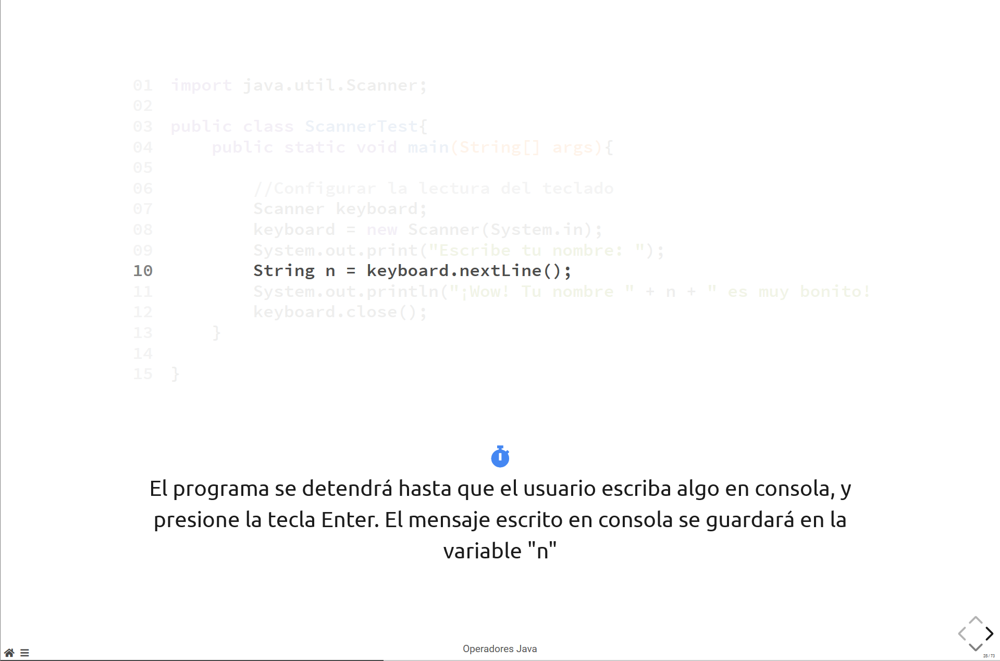 01 import java.util.Scanner;
02
03 public class ScannerTest{
04     public static void main(String[] args){
05
06         //Configurar la lectura del teclado
07         Scanner keyboard;
08         keyboard = new Scanner(System.in);
09         System.out.print("Escribe tu nombre: ");
10         String n = keyboard.nextLine();
11         System.out.println("¡Wow! Tu nombre " + n + " es muy bonito!
12         keyboard.close();
13     }
14
15 }
El programa se detendrá hasta que el usuario escriba algo en consola, y
presione la tecla Enter. El mensaje escrito en consola se guardará en la
variable "n"
Operadores Java
28 / 73